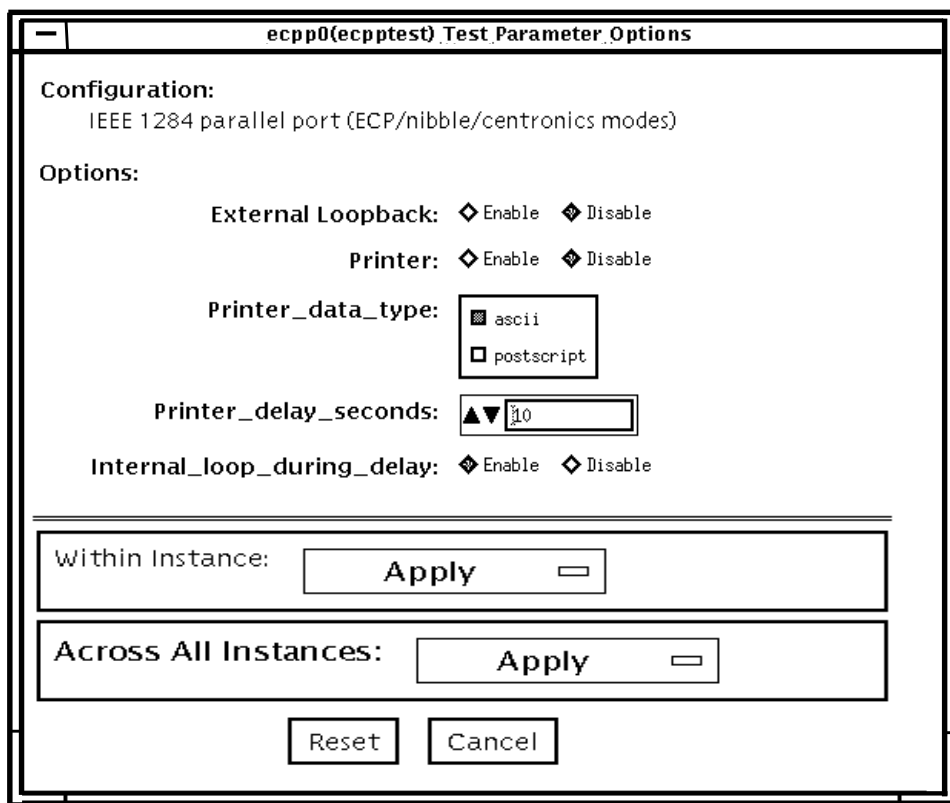 ecpp0(ecpptest) Test Parameter Options
Configuration:
IEEE 1284 parallel port (ECP/nibble/centronics modes)
Options:
External Loopback: Enable Disable
Printer: Enable Disable
Printer_data_type: ascii
postscript
Printer_delay_seconds: 10
Internal_loop_during_delay: Enable Disable
Within Instance: Apply
Across All Instances: Apply
Reset Cancel